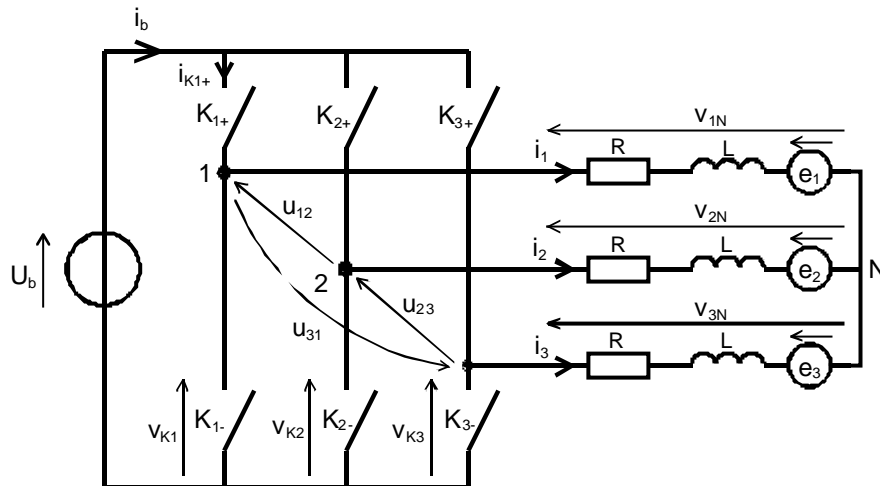 i_b
i_K1+
K_1+
K_2+
K_3+
v_1N
i_1
R
L
e_1
1
u_12
v_2N
i_2
R
L
e_2
N
U_b
2
u_23
u_31
v_3N
i_3
R
L
e_3
v_K1
K_1-
v_K2
K_2-
v_K3
K_3-